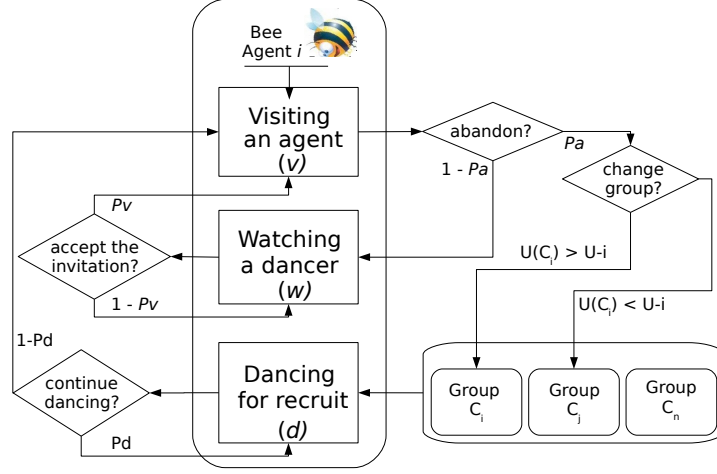 Bee
Agent i
Visiting
an agent
(v)
abandon?
Pa
1 - Pa
change
group?
Pv
accept the
invitation?
1 - Pv
Watching
a dancer
(w)
U(Ci) > U-i
U(Ci) < U-i
1-Pd
continue
dancing?
Pd
Dancing
for recruit
(d)
Group
Ci
Group
Cj
Group
Cn